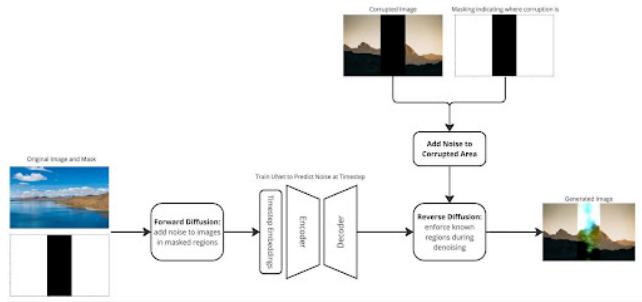 Corrupted Image
Masking indicating where corruption is
Add Noise to
Corrupted Area
Original Image and Mask
Train UNet to Predict Noise at Timestep
Forward Diffusion:
add noise to images
in masked regions
Timestep Embeddings
Encoder
Decoder
Reverse Diffusion:
enforce known
regions during
denoising
Generated Image